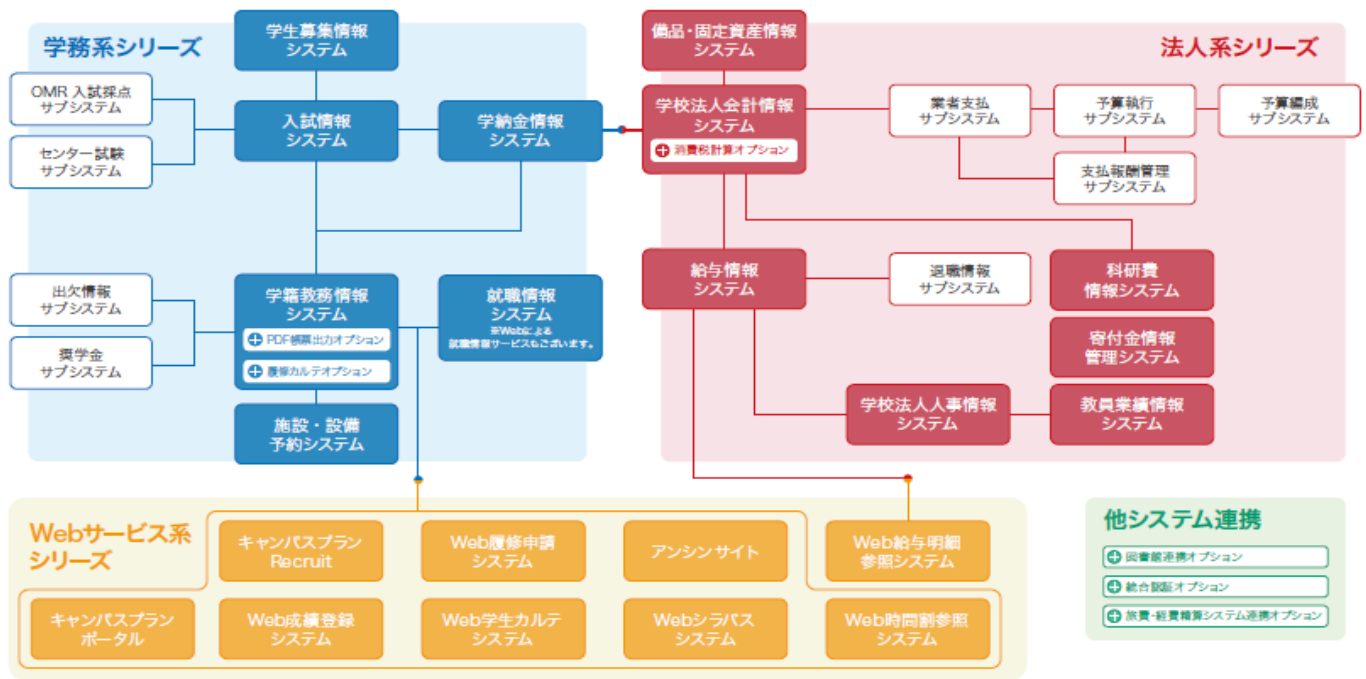 学務系シリーズ
学生募集情報
システム
OMR 入試採点
サブシステム
センター試験
サブシステム
入試情報
システム
学納金情報
システム
出欠情報
サブシステム
奨学金
サブシステム
学籍教務情報
システム
PDF帳票出力オプション
履修カルテオプション
就職情報
システム
※Webによる
就職情報サービスもございます。
施設・設備
予約システム
法人系シリーズ
備品・固定資産情報
システム
学校法人会計情報
システム
消費税計算オプション
業者支払
サブシステム
予算執行
サブシステム
予算編成
サブシステム
支払報酬管理
サブシステム
給与情報
システム
退職情報
サブシステム
科研費
情報システム
寄付金情報
管理システム
学校法人人事情報
システム
教員業績情報
システム
Webサービス系
シリーズ
キャンパスプラン
Recruit
Web履修申請
システム
アンシンサイト
Web給与明細
参照システム
キャンパスプラン
ポータル
Web成績登録
システム
Web学生カルテ
システム
Webシラバス
システム
Web時間割参照
システム
他システム連携
図書館連携オプション
統合認証オプション
旅費・経費精算システム連携オプション